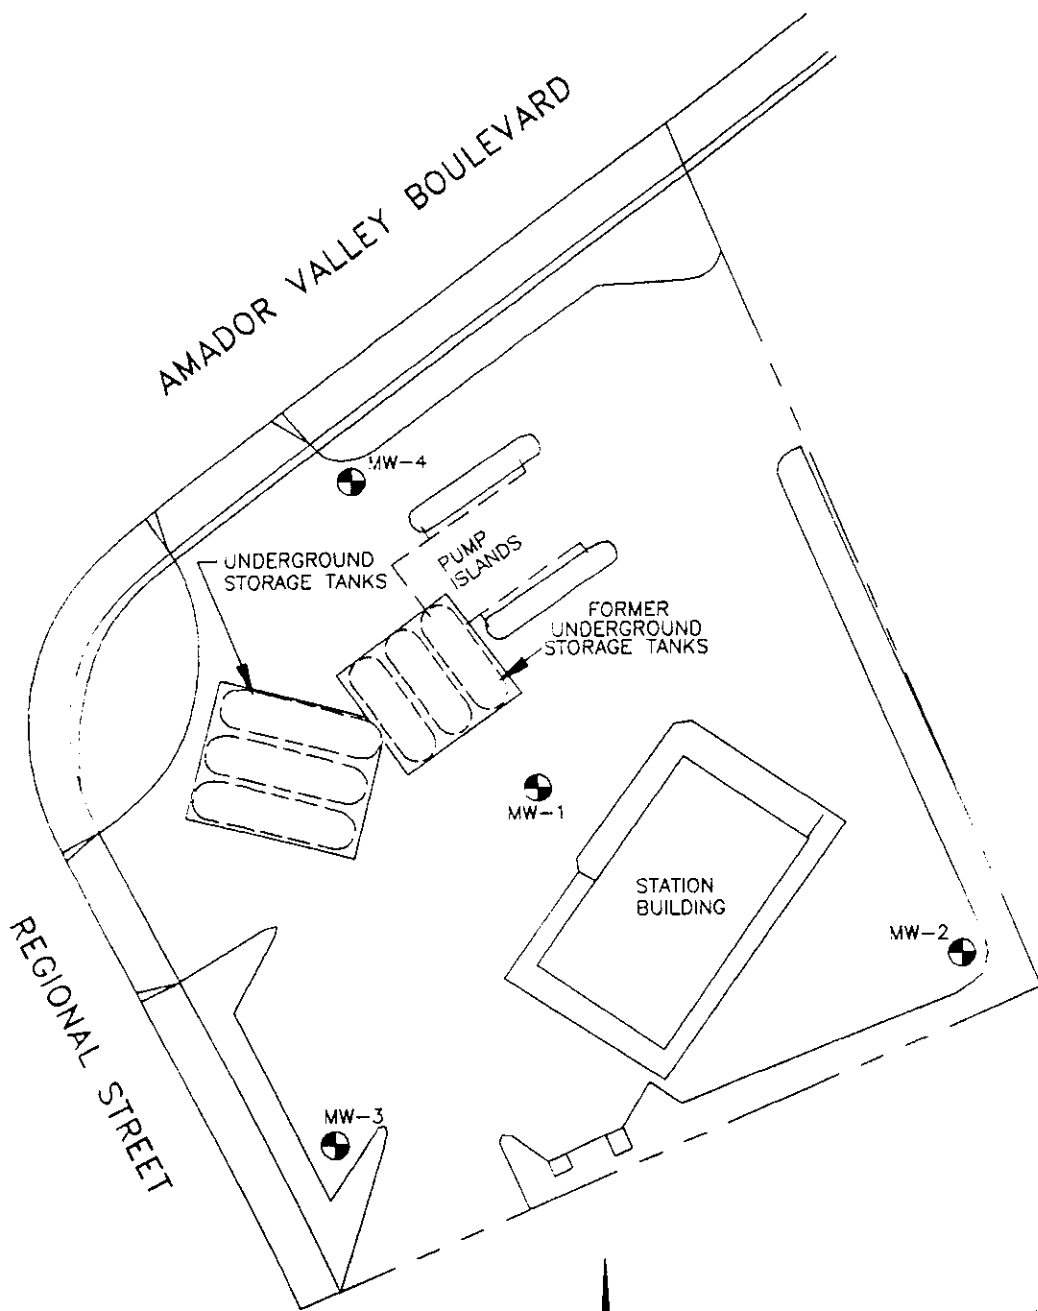 AMADOR VALLEY BOULEVARD
MW-4
UNDERGROUND
STORAGE TANKS
PUMP
ISLANDS
FORMER
UNDERGROUND
STORAGE TANKS
MW-1
STATION
BUILDING
MW-2
REGIONAL STREET
MW-3